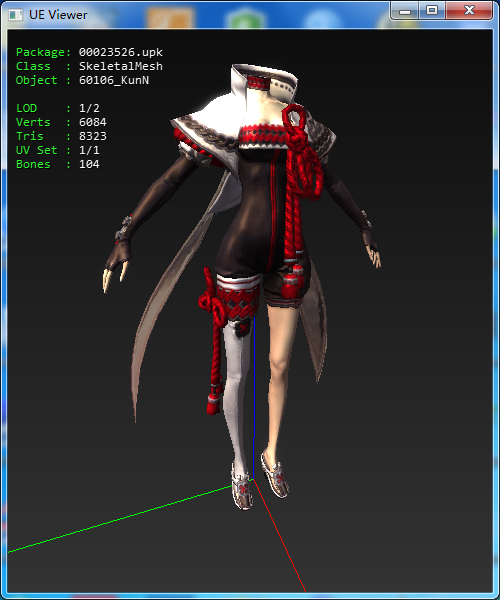 UE Viewer
Package: 00023526.upk
Class : SkeletalMesh
Object : 60106_KunN
LOD : 1/2
Verts : 6084
Tris : 8323
UV Set : 1/1
Bones : 104